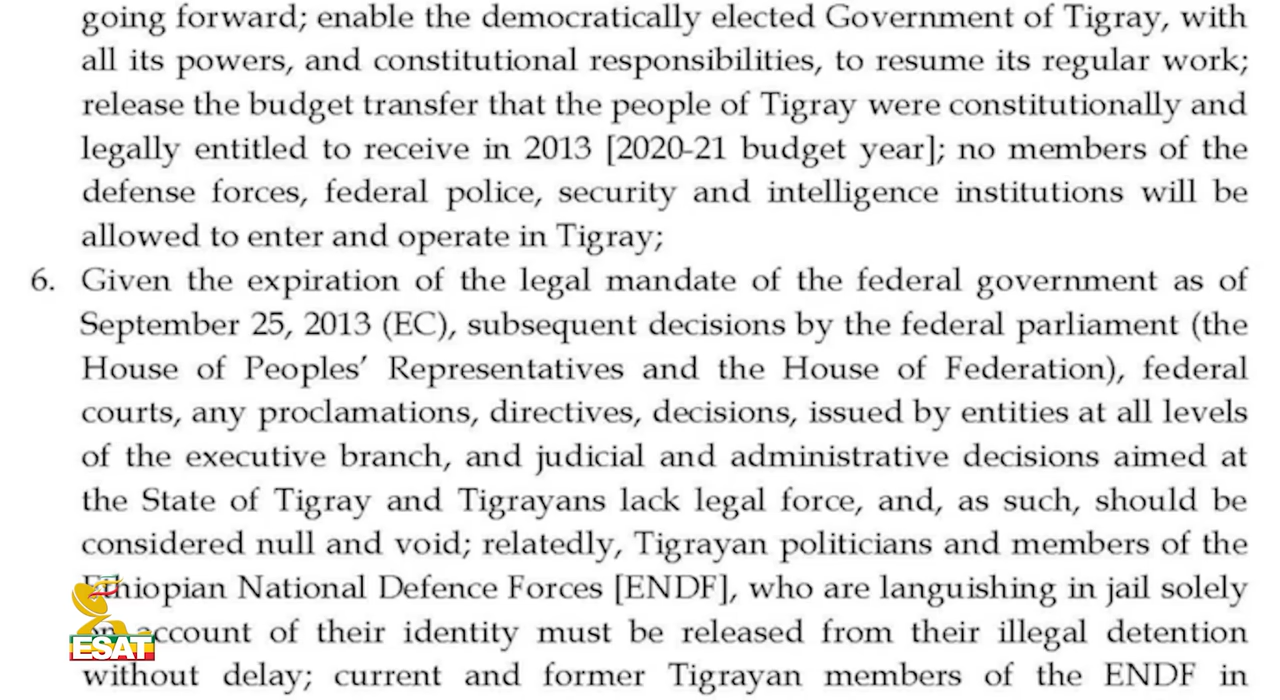 going forward; enable the democratically elected Government of Tigray, with
all its powers, and constitutional responsibilities, to resume its regular work;
release the budget transfer that the people of Tigray were constitutionally and
legally entitled to receive in 2013 [2020-21 budget year]; no members of the
defense forces, federal police, security and intelligence institutions will be
allowed to enter and operate in Tigray;
6. Given the expiration of the legal mandate of the federal government as of
September 25, 2013 (EC), subsequent decisions by the federal parliament (the
House of Peoples' Representatives and the House of Federation), federal
courts, any proclamations, directives, decisions, issued by entities at all levels
of the executive branch, and judicial and administrative decisions aimed at
the State of Tigray and Tigrayans lack legal force, and, as such, should be
considered null and void; relatedly, Tigrayan politicians and members of the
Ethiopian National Defence Forces [ENDF], who are languishing in jail solely
on account of their identity must be released from their illegal detention
without delay; current and former Tigrayan members of the ENDF in
ESAT